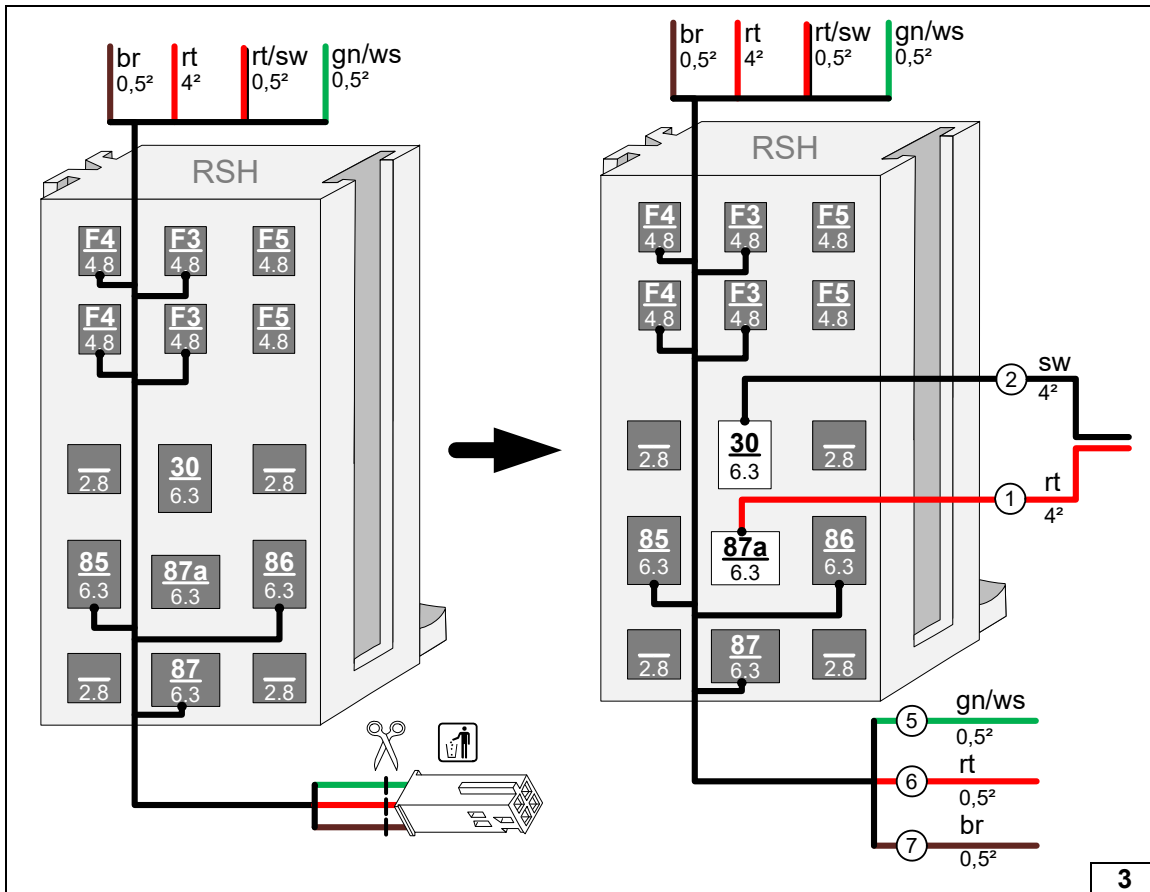 br rt rt/sw gn/ws
0,5² 4² 0,5² 0,5²
RSH
F4 F3 F5
4.8 4.8 4.8
F4 F3 F5
4.8 4.8 4.8
30
2.8 6.3 2.8
85 87a 86
6.3 6.3 6.3
87
2.8 6.3 2.8
br rt rt/sw gn/ws
0,5² 4² 0,5² 0,5²
RSH
F4 F3 F5
4.8 4.8 4.8
F4 F3 F5
4.8 4.8 4.8
2 sw
4²
30
2.8 6.3 2.8
1 rt
4²
85 87a 86
6.3 6.3 6.3
87
2.8 6.3 2.8
5 gn/ws
0,5²
6 rt
0,5²
7 br
0,5²
3